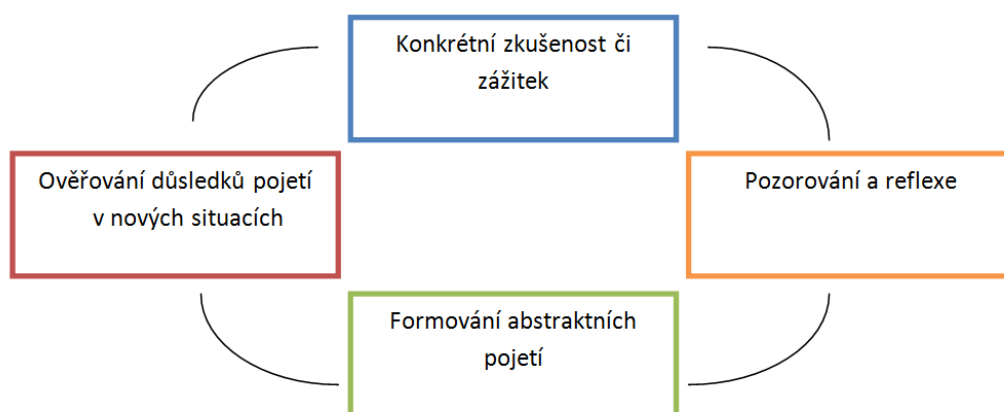 Konkrétní zkušenost či
zážitek
Ověřování důsledků pojetí
v nových situacích
Pozorování a reflexe
Formování abstraktních
pojetí